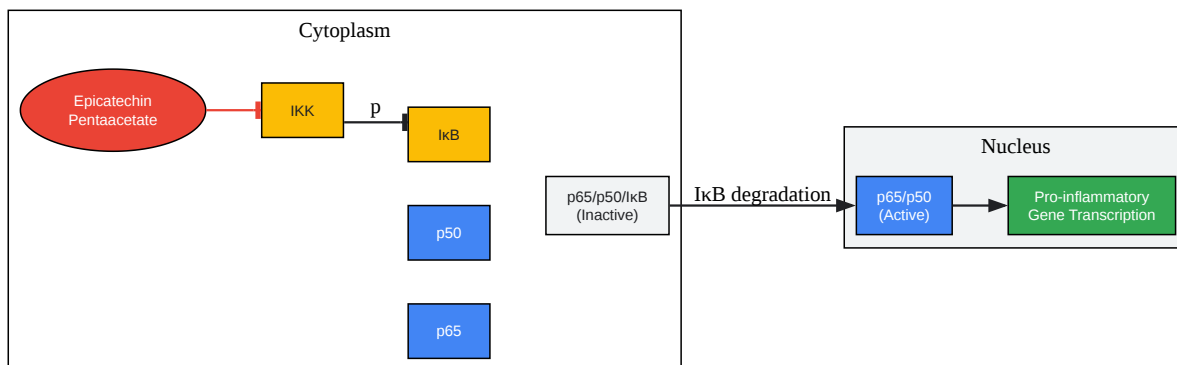 Cytoplasm
Epicatechin
Pentaacetate
IKK
p
IκB
p50
p65
p65/p50/IκB
(Inactive)
IκB degradation
Nucleus
p65/p50
(Active)
Pro-inflammatory
Gene Transcription